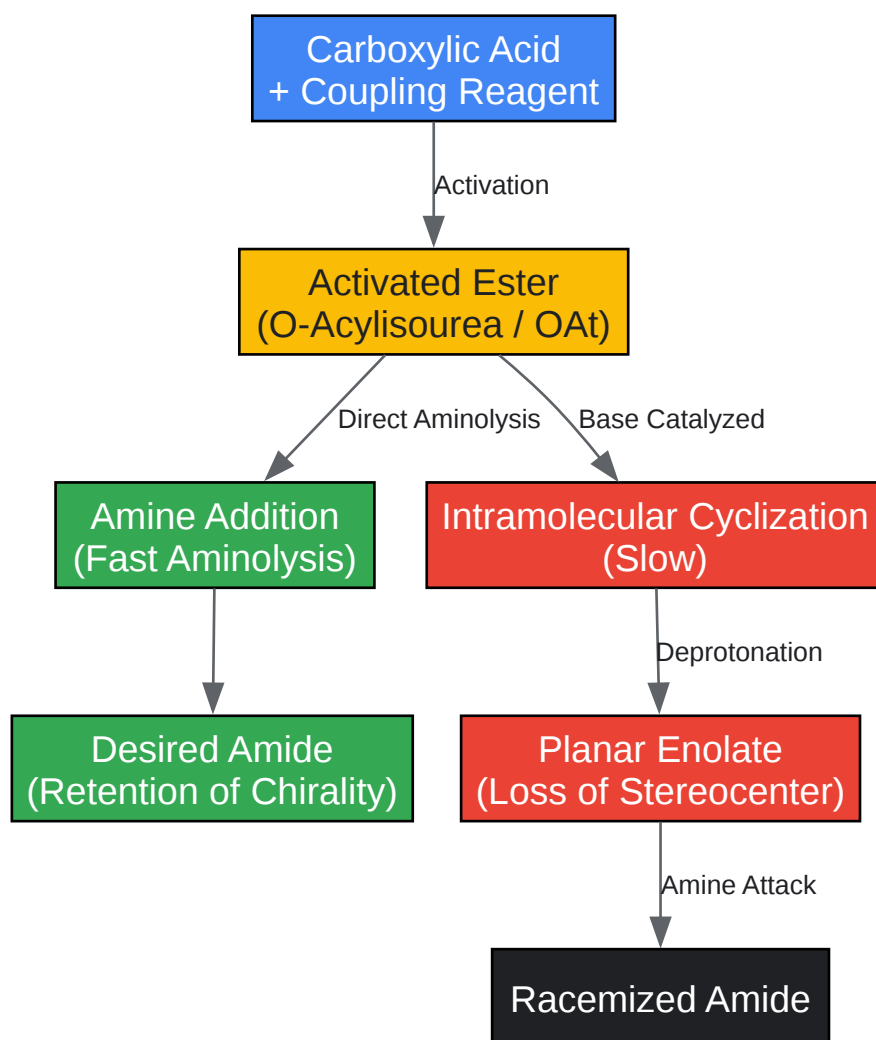 Carboxylic Acid
+ Coupling Reagent
Activation
Activated Ester
(O-Acylisourea / OAt)
Direct Aminolysis
Base Catalyzed
Amine Addition
(Fast Aminolysis)
Intramolecular Cyclization
(Slow)
Deprotonation
Desired Amide
(Retention of Chirality)
Planar Enolate
(Loss of Stereocenter)
Amine Attack
Racemized Amide